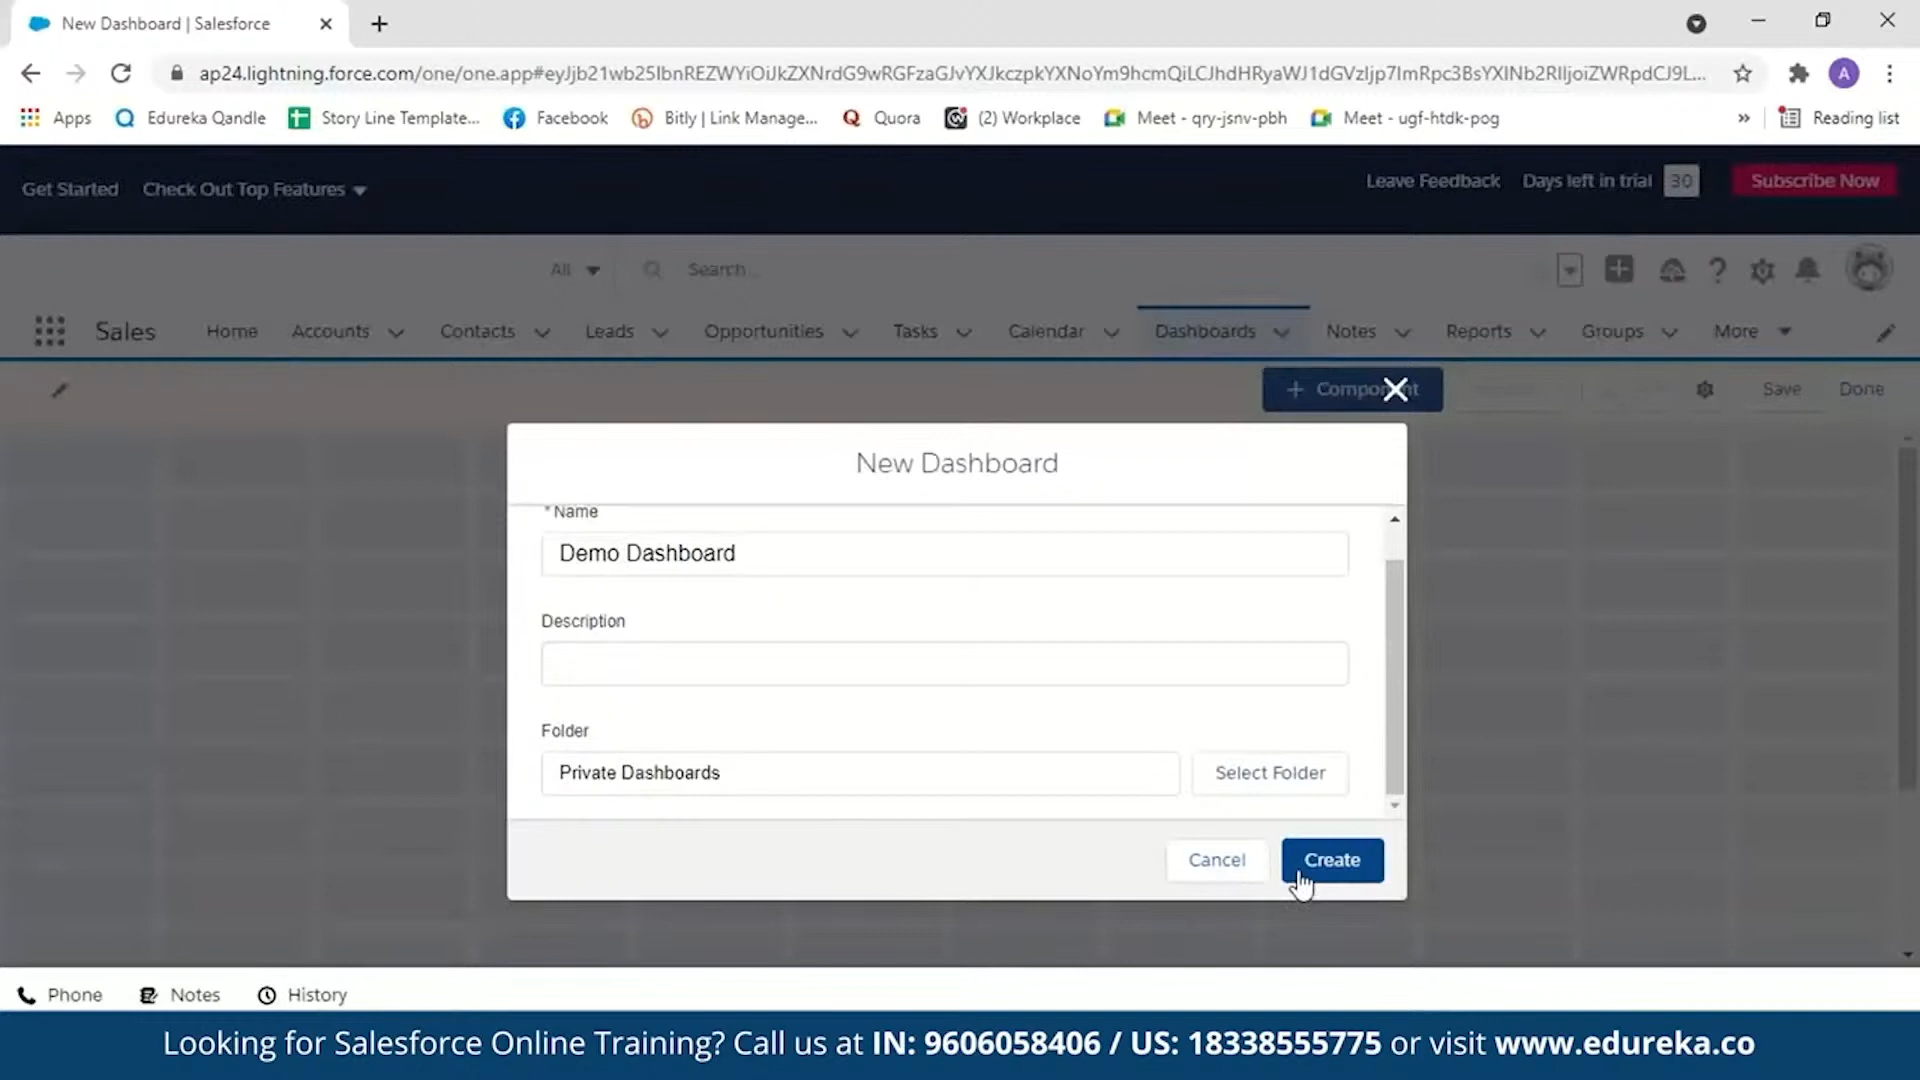 New Dashboard | Salesforce
ap24.lightning.force.com/one/one.app#
Apps Edureka Qandle Story Line Template... Facebook Bitly | Link Manage... Quora (2) Workplace Meet - qry-jsnv-pbh Meet - ugf-htdk-pog » Reading list
Get Started Check Out Top Features Leave Feedback Days left in trial 30 Subscribe Now
All Search...
Sales Home Accounts Contacts Leads Opportunities Tasks Calendar Dashboards Notes Reports Groups More
+ Component Save Done
New Dashboard
* Name
Demo Dashboard
Description
Folder
Private Dashboards Select Folder
Cancel Create
Phone Notes History
Looking for Salesforce Online Training? Call us at IN: 9606058406 / US: 18338555775 or visit www.edureka.co